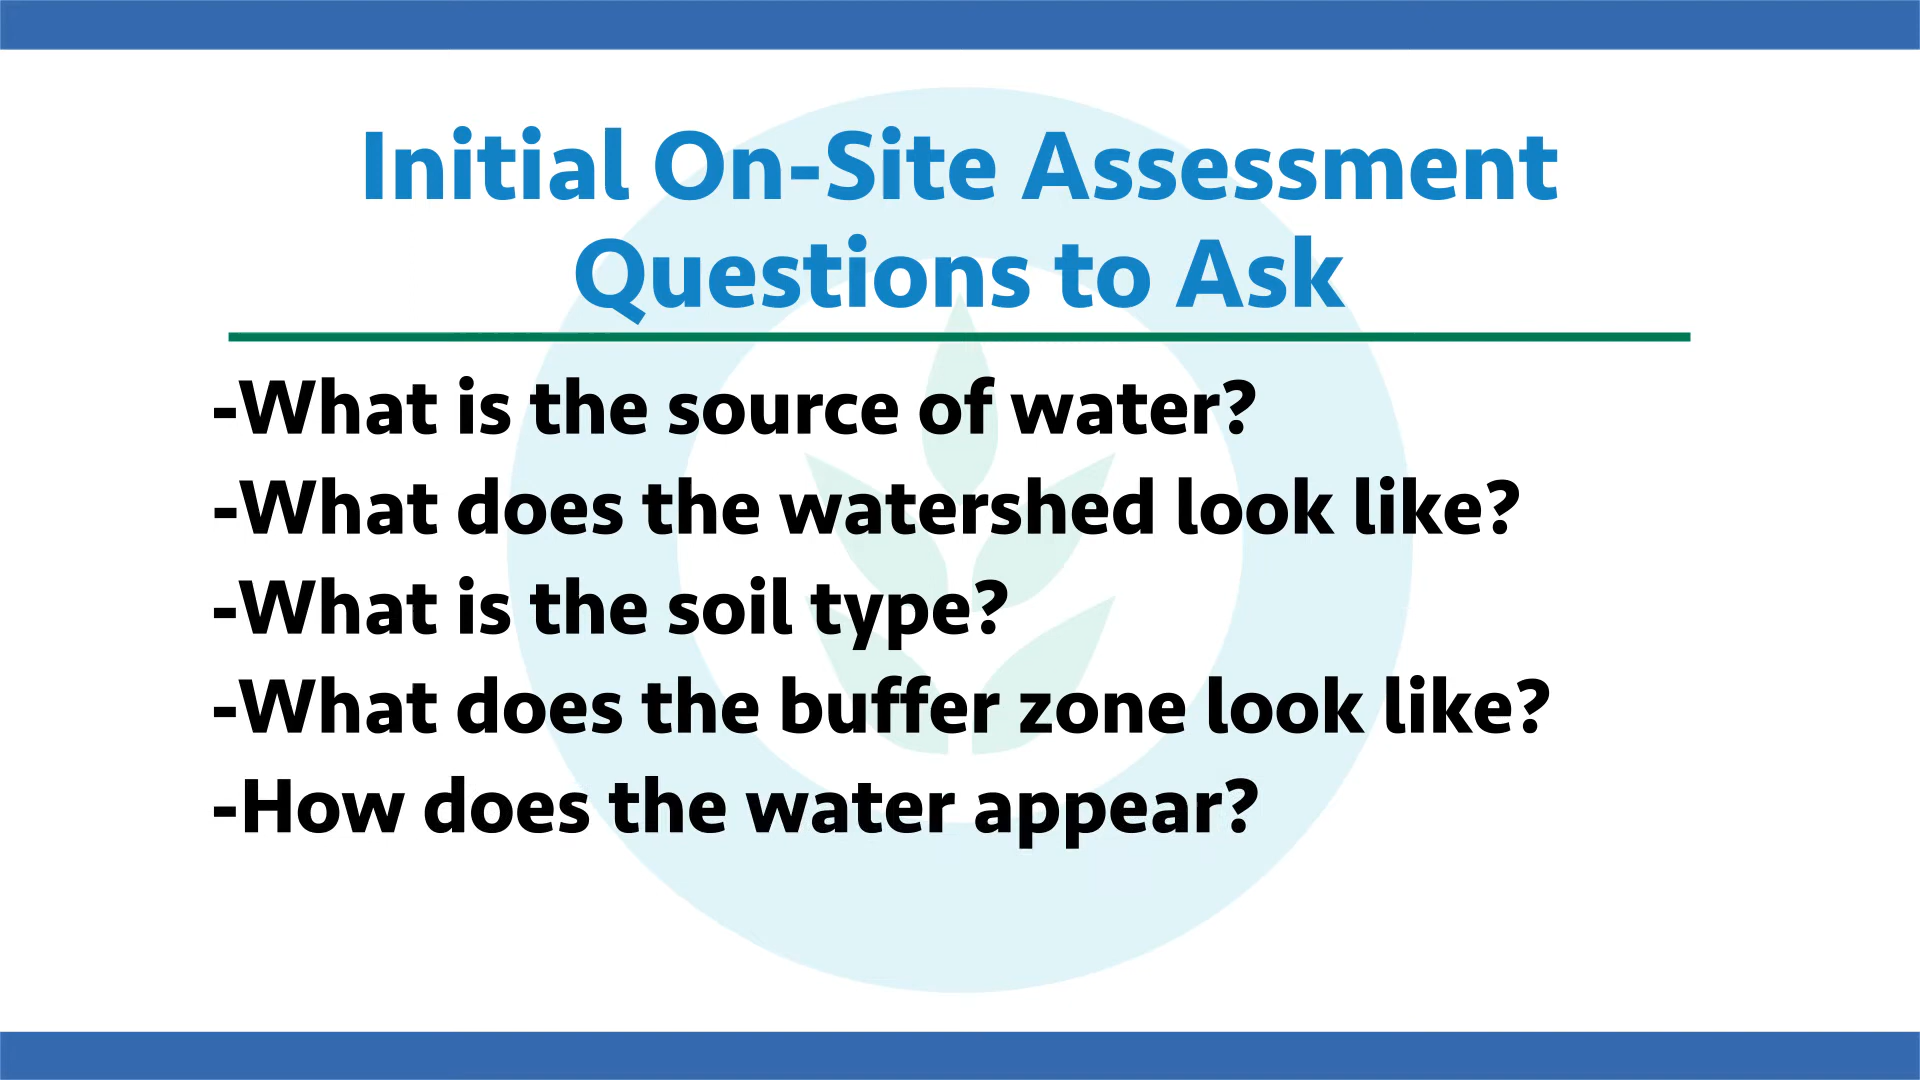 Initial On-Site Assessment
Questions to Ask
-What is the source of water?
-What does the watershed look like?
-What is the soil type?
-What does the buffer zone look like?
-How does the water appear?